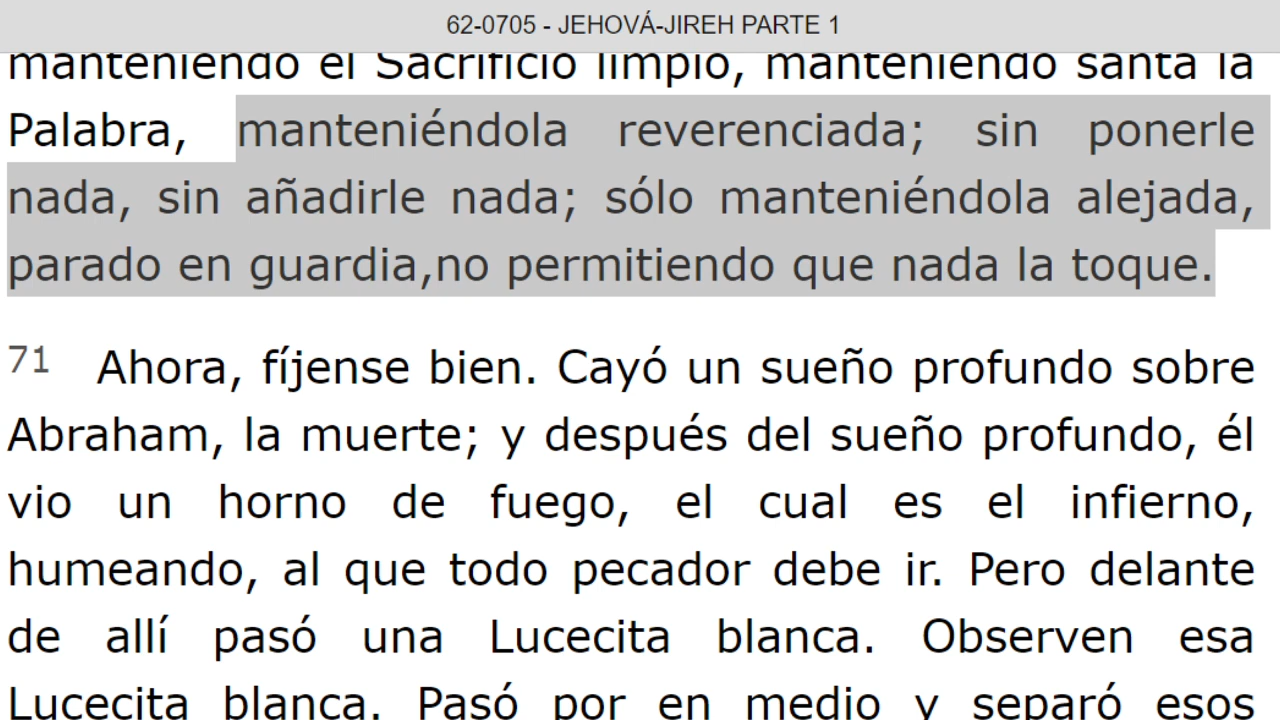 62-0705 - JEHOVÁ-JIREH PARTE 1
manteniendo el Sacrificio limpio, manteniendo santa la
Palabra, manteniéndola reverenciada; sin ponerle
nada, sin añadirle nada; sólo manteniéndola alejada,
parado en guardia,no permitiendo que nada la toque.
71 Ahora, fíjense bien. Cayó un sueño profundo sobre
Abraham, la muerte; y después del sueño profundo, él
vio un horno de fuego, el cual es el infierno,
humeando, al que todo pecador debe ir. Pero delante
de allí pasó una Lucecita blanca. Observen esa
Lucecita blanca. Pasó por en medio y separó esos